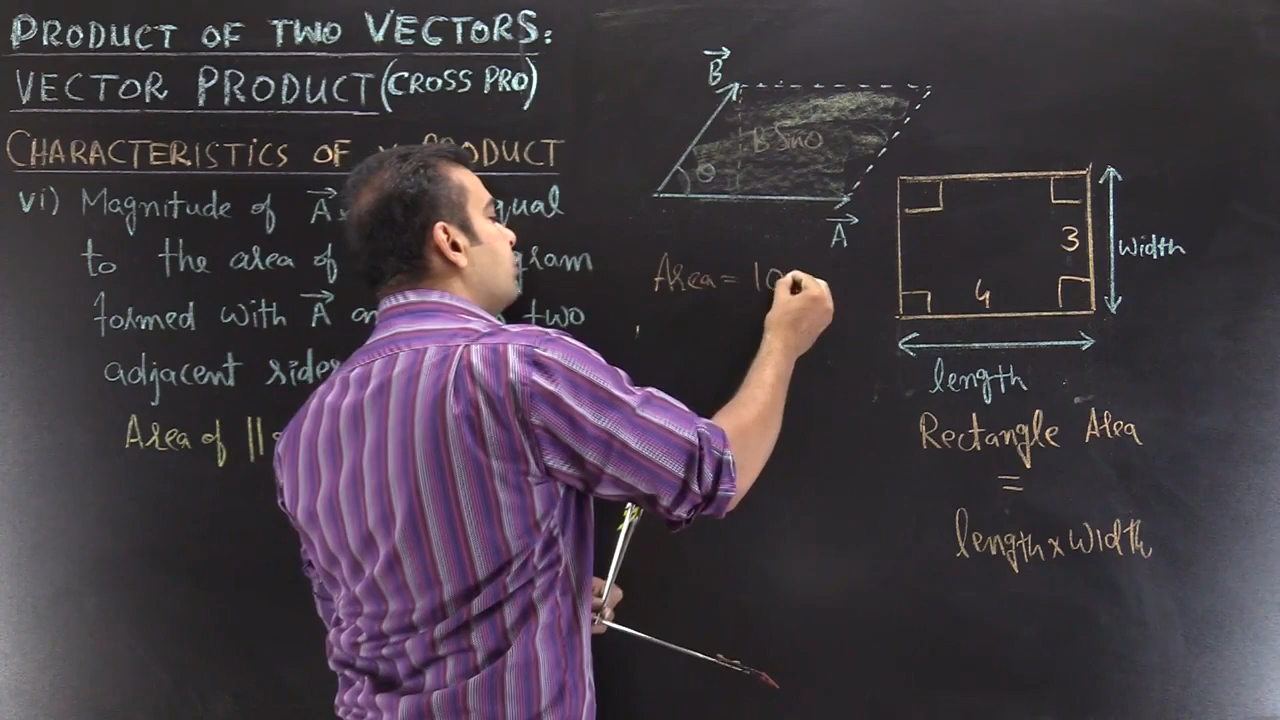 PRODUCT OF TWO VECTORS:
VECTOR PRODUCT (CROSS PRO)
CHARACTERISTICS OF
vi) Magnitude of A
to the area of
formed with A two
adjacent sides
Area of ||
B
θ
B Sinθ
A
Area = 10
3
4
Width
length
Rectangle Area
=
length x width